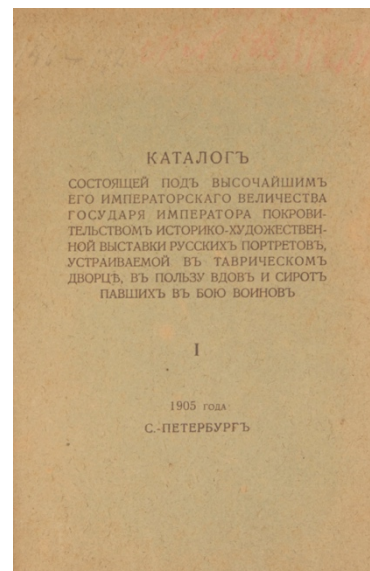 КАТАЛОГЪ
СОСТОЯЩЕЙ ПОДЪ ВЫСОЧАЙШИМЪ
ЕГО ИМПЕРАТОРСКАГО ВЕЛИЧЕСТВА
ГОСУДАРЯ ИМПЕРАТОРА ПОКРОВИ-
ТЕЛЬСТВОМЪ ИСТОРИКО-ХУДОЖЕСТВЕН-
НОЙ ВЫСТАВКИ РУССКИХЪ ПОРТРЕТОВЪ,
УСТРАИВАЕМОЙ ВЪ ТАВРИЧЕСКОМЪ
ДВОРЦѢ, ВЪ ПОЛЬЗУ ВДОВЪ И СИРОТЪ
ПАВШИХЪ ВЪ БОЮ ВОИНОВЪ
I
1905 года
С.-ПЕТЕРБУРГЪ